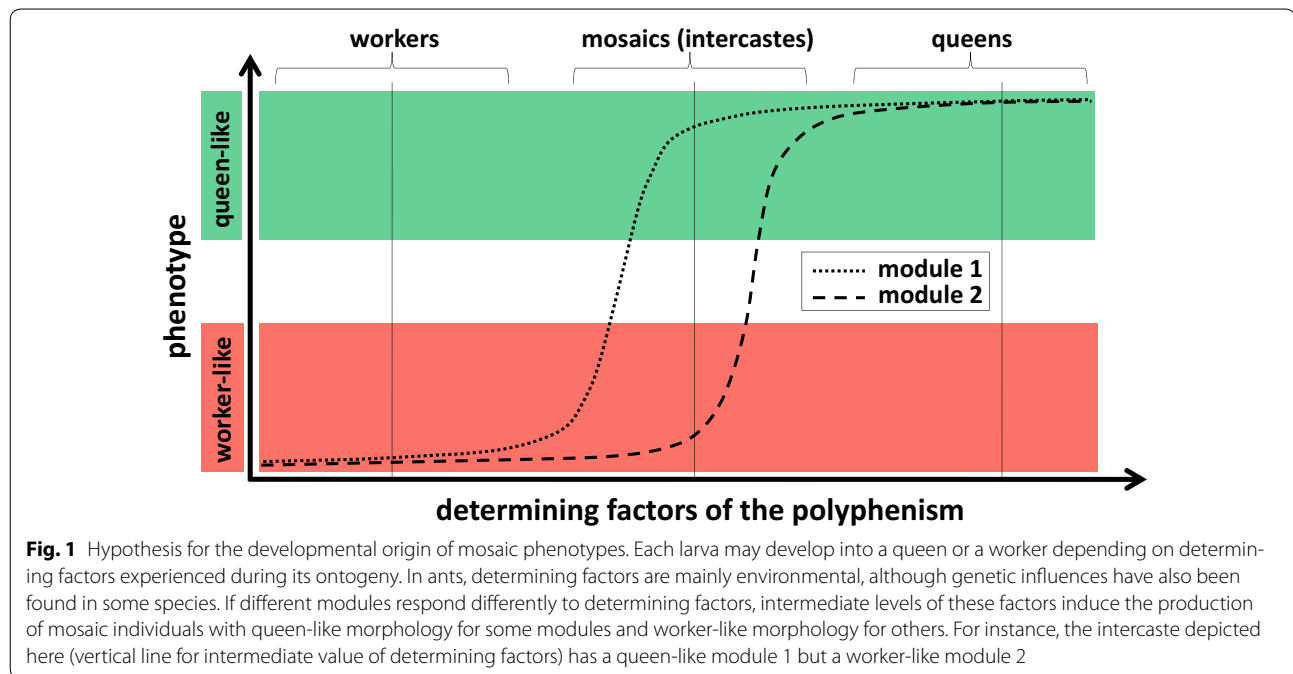 workers
mosaics (intercastes)
queens
queen-like
phenotype
worker-like
module 1
module 2
determining factors of the polyphenism
Fig. 1 Hypothesis for the developmental origin of mosaic phenotypes. Each larva may develop into a queen or a worker depending on determin-
ing factors experienced during its ontogeny. In ants, determining factors are mainly environmental, although genetic influences have also been
found in some species. If different modules respond differently to determining factors, intermediate levels of these factors induce the production
of mosaic individuals with queen-like morphology for some modules and worker-like morphology for others. For instance, the intercaste depicted
here (vertical line for intermediate value of determining factors) has a queen-like module 1 but a worker-like module 2